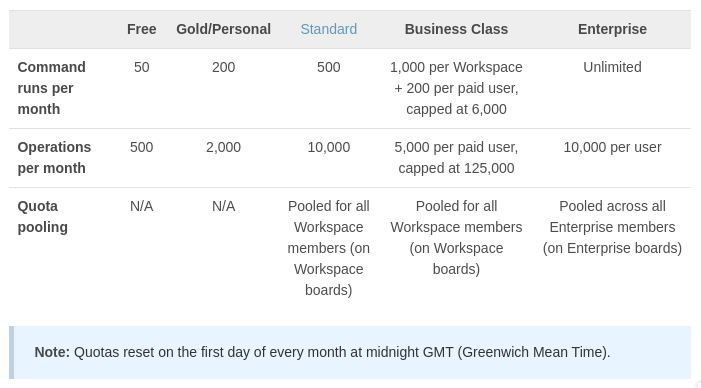 Free Gold/Personal Standard Business Class Enterprise
Command 50 200 500 1,000 per Workspace Unlimited
runs per + 200 per paid user,
month capped at 6,000
Operations 500 2,000 10,000 5,000 per paid user, 10,000 per user
per month capped at 125,000
Quota N/A N/A Pooled for all Pooled for all Pooled across all
pooling Workspace Workspace members Enterprise members
members (on (on Workspace (on Enterprise boards)
Workspace boards)
boards)
Note: Quotas reset on the first day of every month at midnight GMT (Greenwich Mean Time).